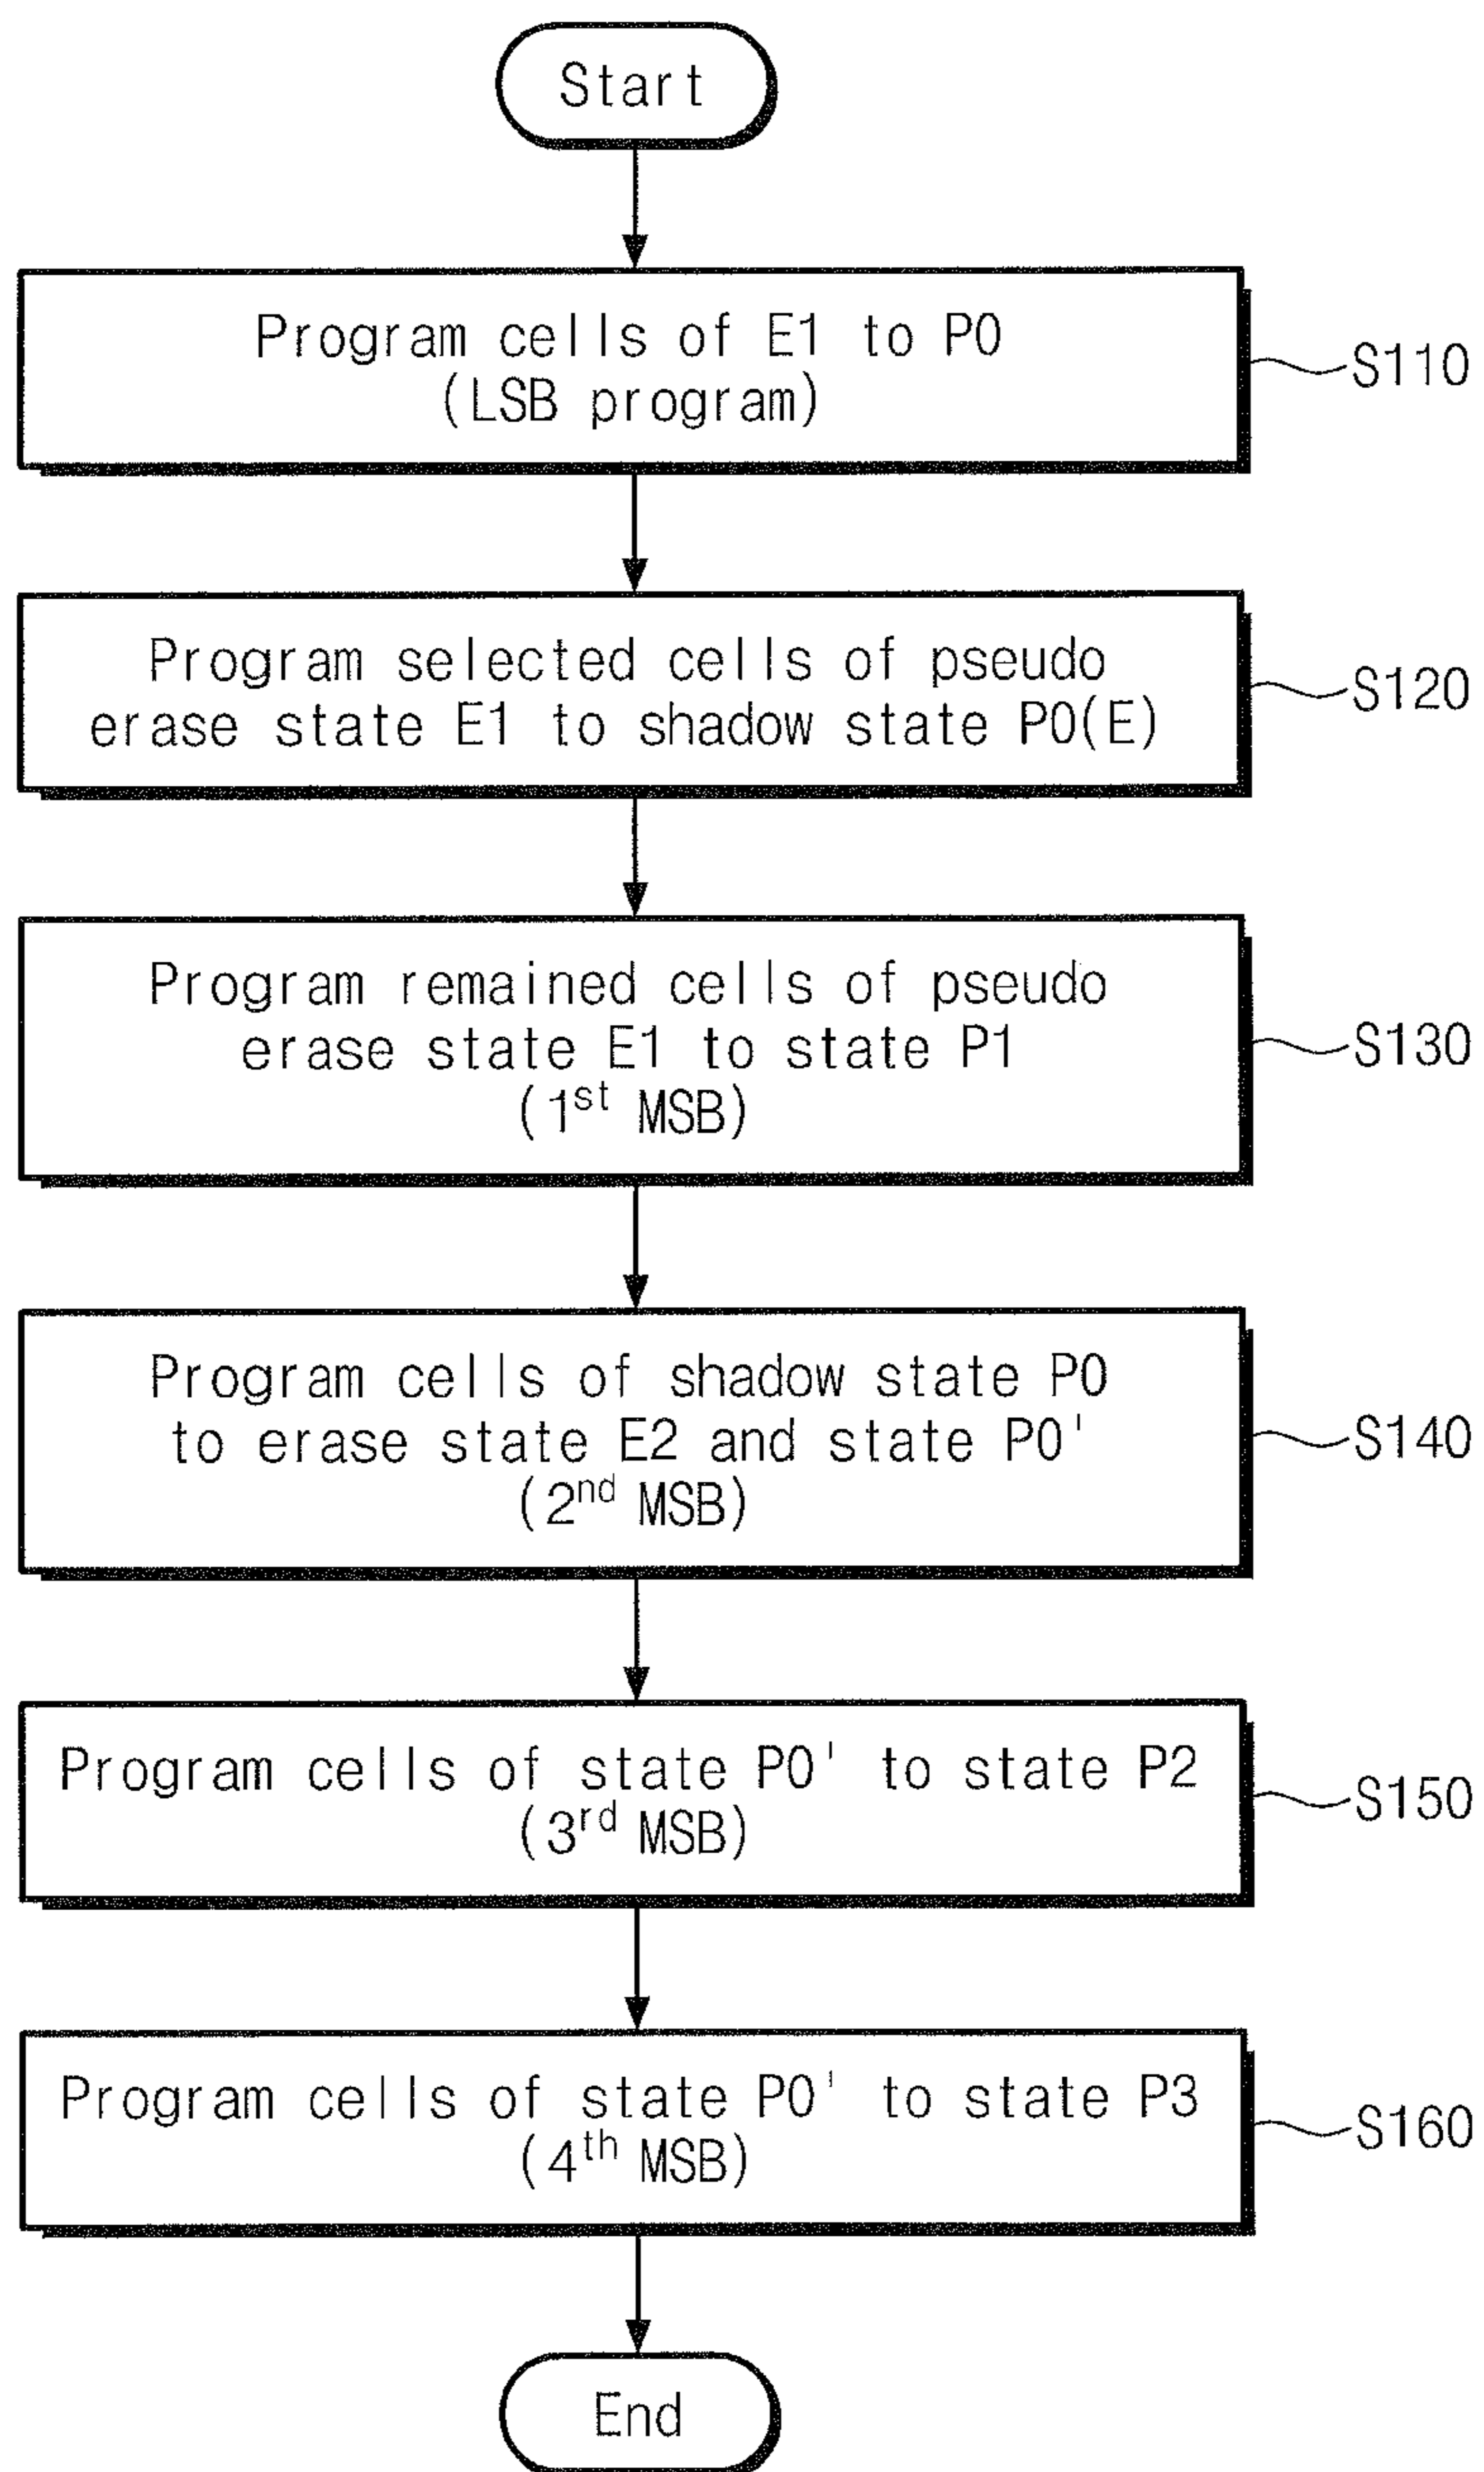 Start
Program cells of E1 to P0
(LSB program)
S110
Program selected cells of pseudo
erase state E1 to shadow state P0(E)
S120
Program remained cells of pseudo
erase state E1 to state P1
(1st MSB)
S130
Program cells of shadow state P0
to erase state E2 and state P0'
(2nd MSB)
S140
Program cells of state P0' to state P2
(3rd MSB)
S150
Program cells of state P0' to state P3
(4th MSB)
S160
End